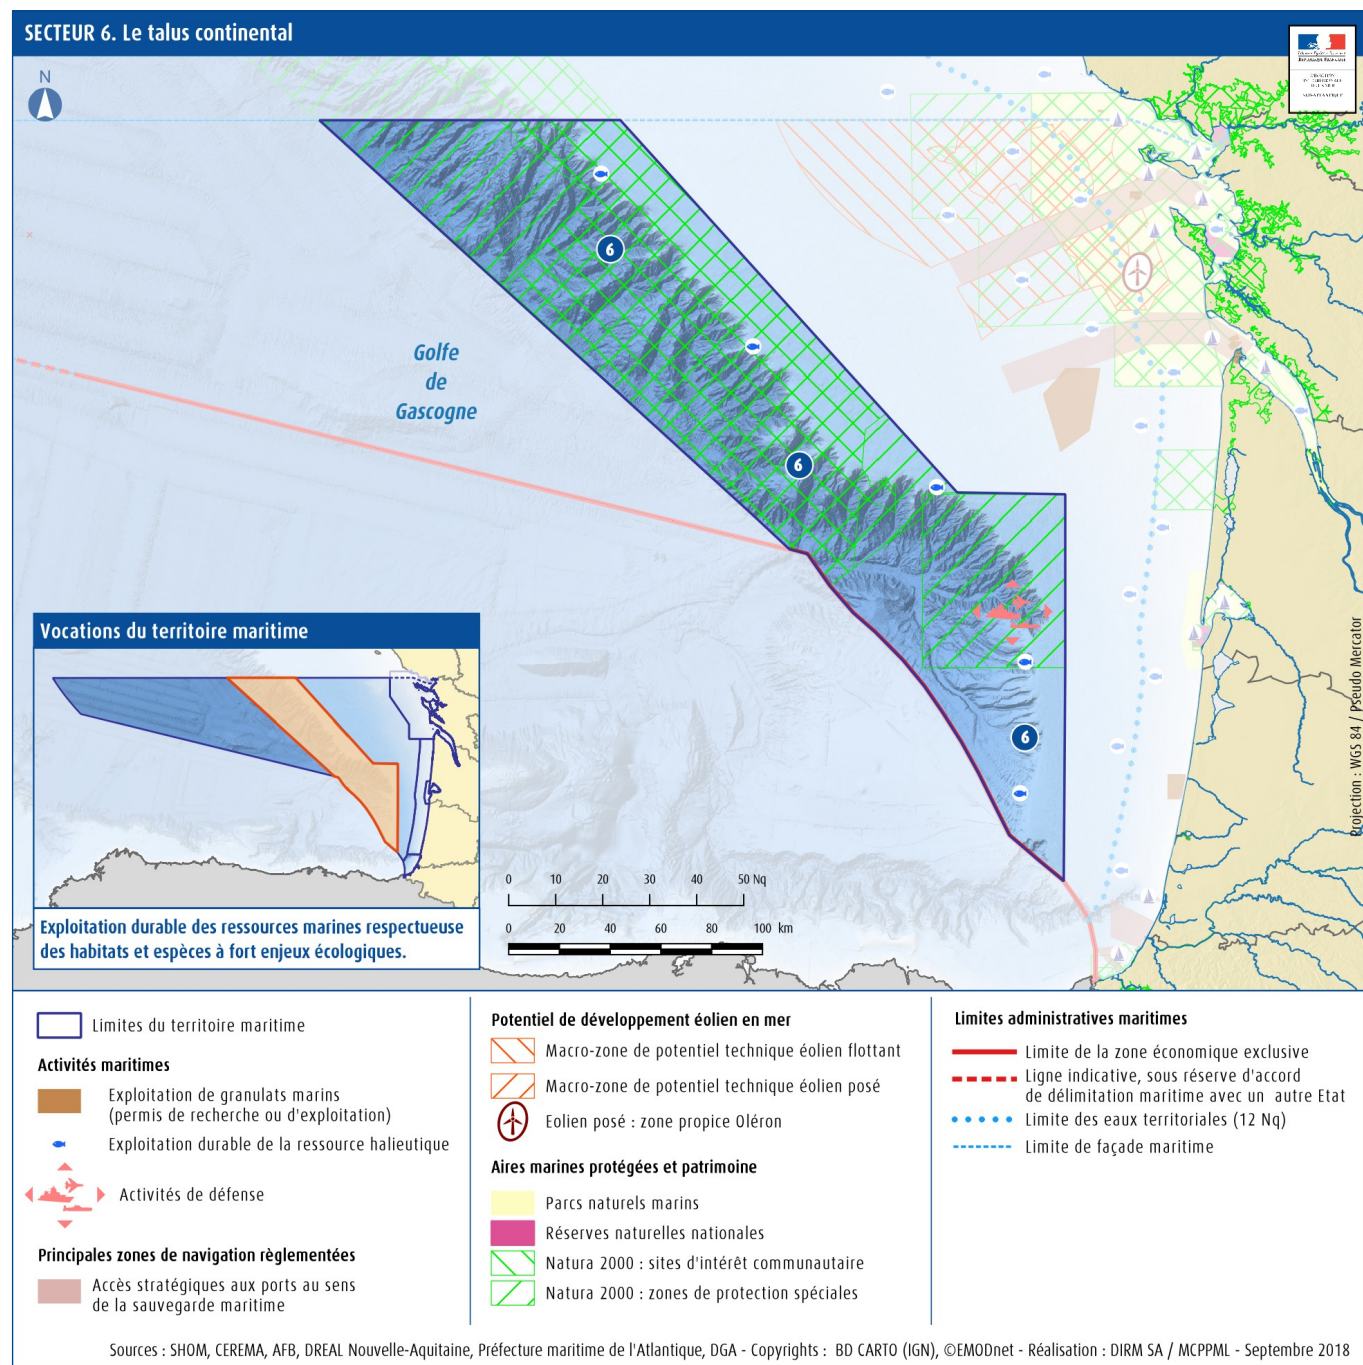 SECTEUR 6. Le talus continental
RÉPUBLIQUE FRANÇAISE
N
6
Golfe
de
Gascogne
6
6
Vocations du territoire maritime
Exploitation durable des ressources marines respectueuse
des habitats et espèces à fort enjeux écologiques.
0 10 20 30 40 50 Nq
0 20 40 60 80 100 km
Projection : WGS 84 / Pseudo Mercator
Limites du territoire maritime
Activités maritimes
Exploitation de granulats marins
(permis de recherche ou d'exploitation)
Exploitation durable de la ressource halieutique
Activités de défense
Principales zones de navigation règlementées
Accès stratégiques aux ports au sens
de la sauvegarde maritime
Potentiel de développement éolien en mer
Macro-zone de potentiel technique éolien flottant
Macro-zone de potentiel technique éolien posé
Eolien posé : zone propice Oléron
Aires marines protégées et patrimoine
Parcs naturels marins
Réserves naturelles nationales
Natura 2000 : sites d'intérêt communautaire
Natura 2000 : zones de protection spéciales
Limites administratives maritimes
Limite de la zone économique exclusive
Ligne indicative, sous réserve d'accord
de délimitation maritime avec un autre Etat
Limite des eaux territoriales (12 Nq)
Limite de façade maritime
Sources : SHOM, CEREMA, AFB, DREAL Nouvelle-Aquitaine, Préfecture maritime de l'Atlantique, DGA - Copyrights : BD CARTO (IGN), ©EMODnet - Réalisation : DIRM SA / MCPPML - Septembre 2018